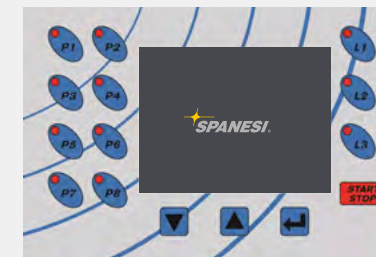 P1 P2 L1
P3 P4 L2
SPANESI.
P5 P6 L3
P7 P8 START
STOP